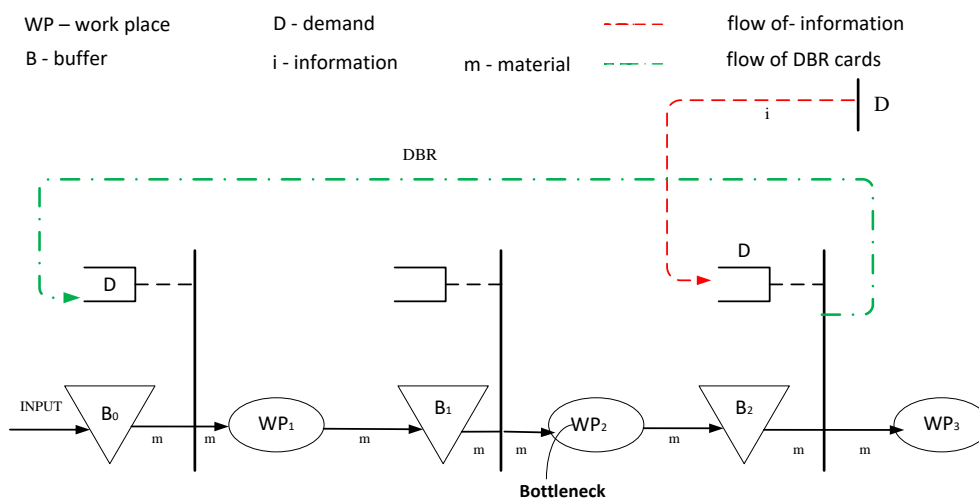 WP – work place D - demand flow of- information
B - buffer i - information m - material flow of DBR cards
D
i
DBR
D
D
INPUT
B0 WP1 B1 WP2 B2 WP3
m m m m m m m m
Bottleneck